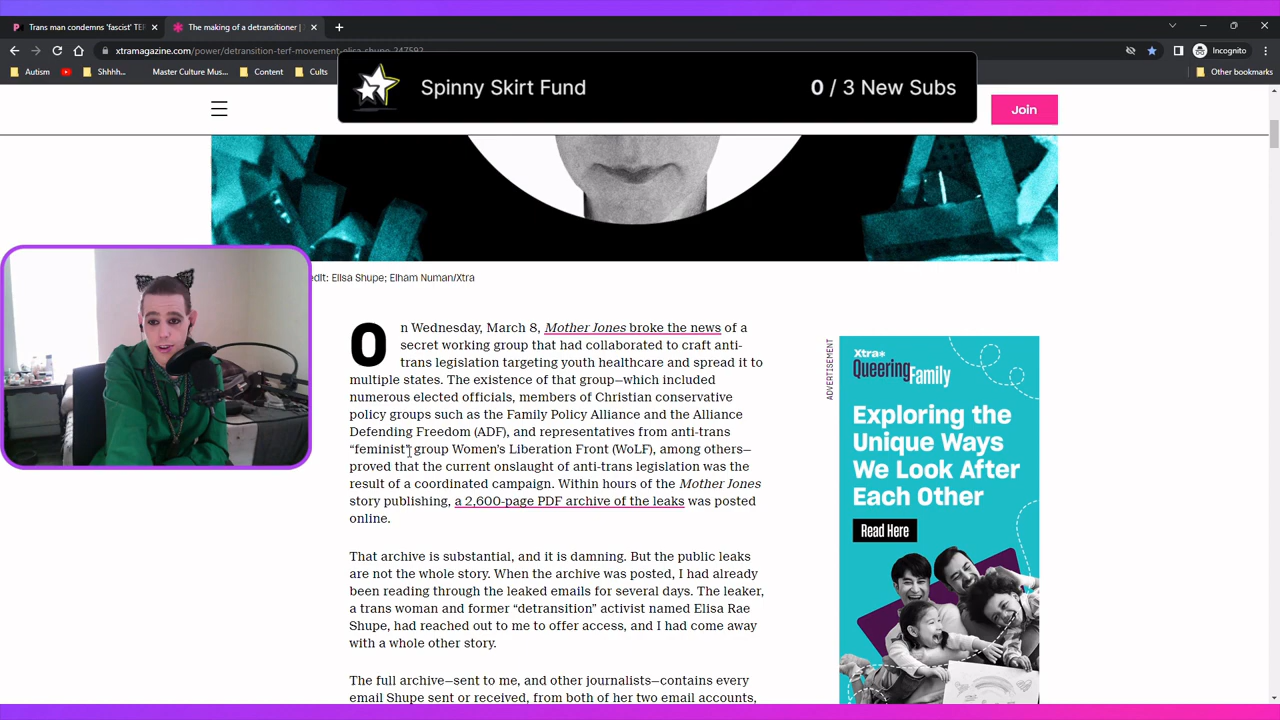 Trans man condemns 'fascist' TEF
The making of a detransitioner |
xtramagazine.com/power/detransition-terf-movement-elisa-shupe-247592
Incognito
Autism
Shhhh...
Master Culture Mus...
Content
Cults
Other bookmarks
Spinny Skirt Fund
0 / 3 New Subs
Join
edit: Elisa Shupe; Elham Numan/Xtra
On Wednesday, March 8, Mother Jones broke the news of a
secret working group that had collaborated to craft anti-
trans legislation targeting youth healthcare and spread it to
multiple states. The existence of that group—which included
numerous elected officials, members of Christian conservative
policy groups such as the Family Policy Alliance and the Alliance
Defending Freedom (ADF), and representatives from anti-trans
“feminist” group Women’s Liberation Front (WoLF), among others—
proved that the current onslaught of anti-trans legislation was the
result of a coordinated campaign. Within hours of the Mother Jones
story publishing, a 2,600-page PDF archive of the leaks was posted
online.
That archive is substantial, and it is damning. But the public leaks
are not the whole story. When the archive was posted, I had already
been reading through the leaked emails for several days. The leaker,
a trans woman and former “detransition” activist named Elisa Rae
Shupe, had reached out to me to offer access, and I had come away
with a whole other story.
The full archive—sent to me, and other journalists—contains every
email Shupe sent or received, from both of her two email accounts,
ADVERTISEMENT
Xtra*
Queering Family
Exploring the
Unique Ways
We Look After
Each Other
Read Here